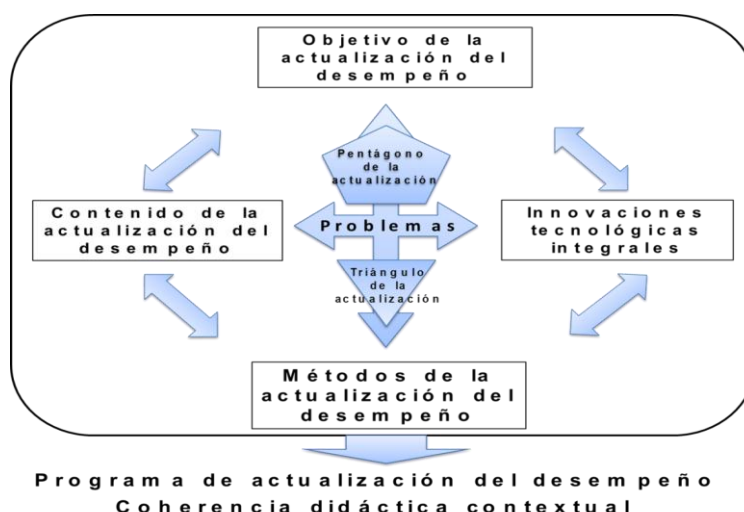 Objetivo de la
actualización del
desempeño
Pentágono
de la
actualización
Contenido de la
actualización del
desempeño
Problemas
Innovaciones
tecnológicas
integrales
Triángulo
de la
actualización
Métodos de la
actualización del
desempeño
Programa de actualización del desempeño
Coherencia didáctica contextual